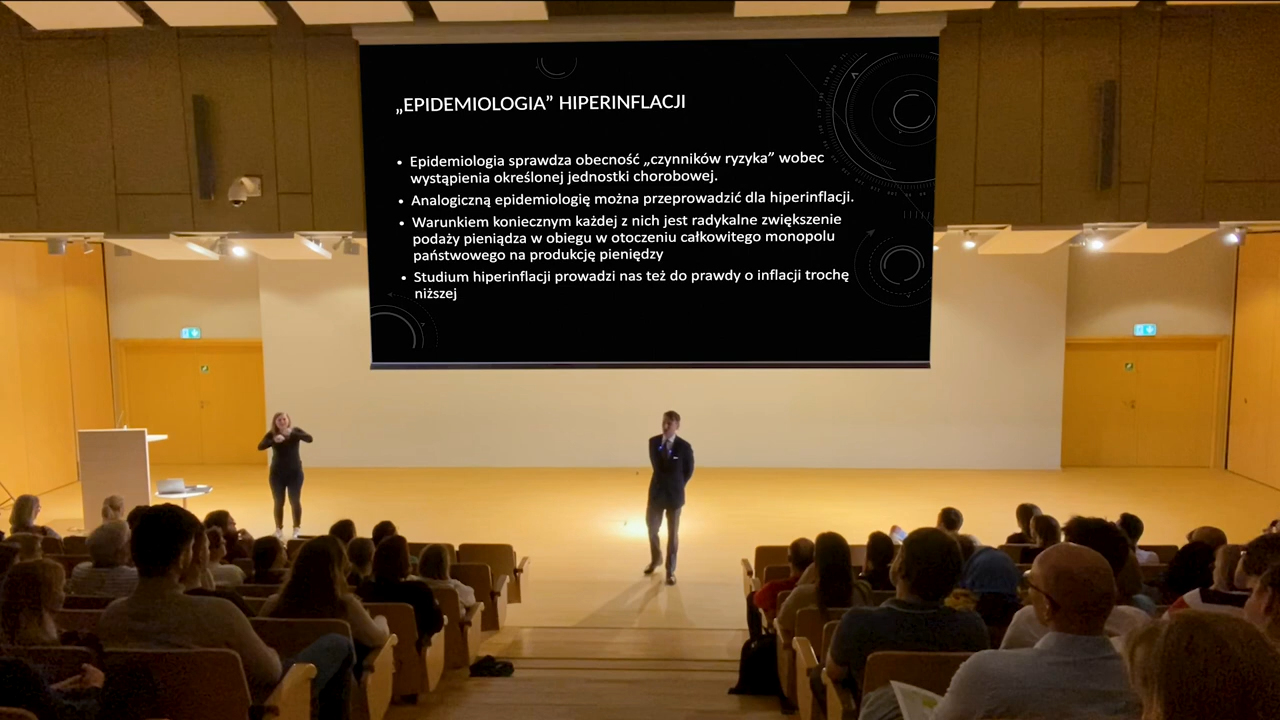 „EPIDEMIOLOGIA” HIPERINFLACJI
• Epidemiologia sprawdza obecność „czynników ryzyka” wobec
wystąpienia określonej jednostki chorobowej.
• Analogiczną epidemiologię można przeprowadzić dla hiperinflacji.
• Warunkiem koniecznym każdej z nich jest radykalne zwiększenie
podaży pieniądza w obiegu w otoczeniu całkowitego monopolu
państwowego na produkcję pieniędzy
• Studium hiperinflacji prowadzi nas też do prawdy o inflacji trochę
niższej